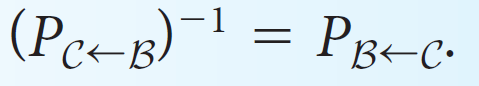 (P_{𝒞←ℬ})^{−1} = P_{ℬ←𝒞}.